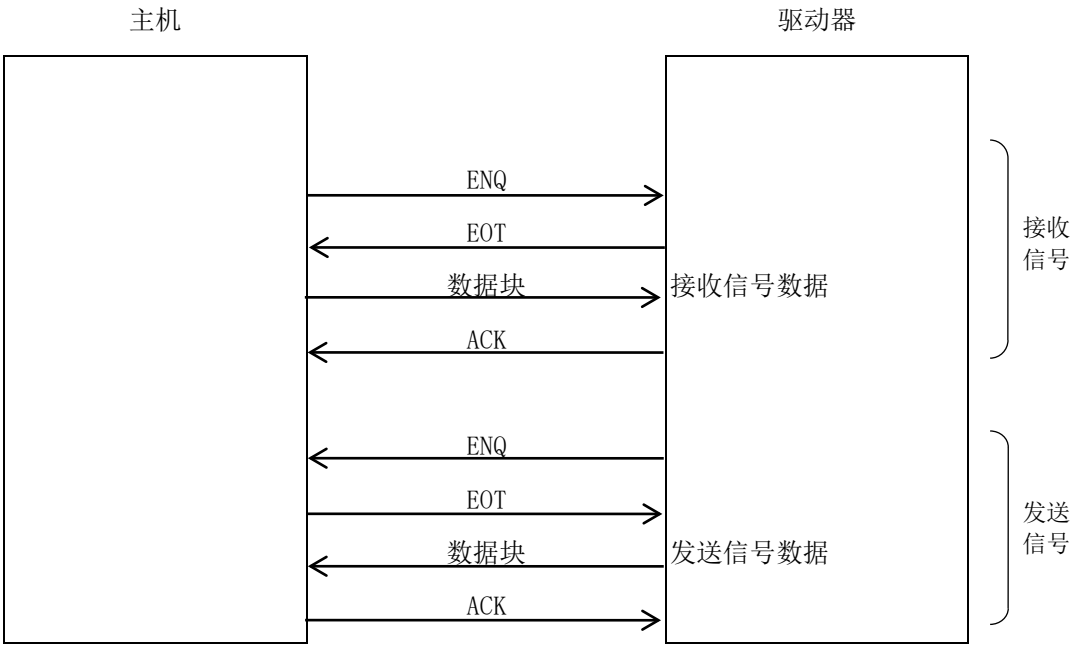 主机
驱动器
ENQ
EOT
数据块
接收信号数据
ACK
接收
信号
ENQ
EOT
数据块
发送信号数据
ACK
发送
信号